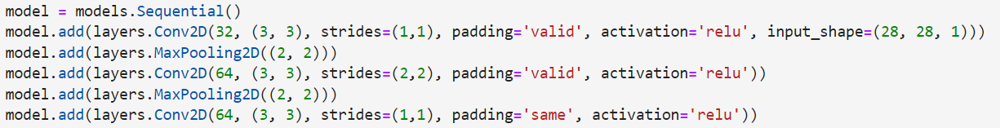 model = models.Sequential()
model.add(layers.Conv2D(32, (3, 3), strides=(1,1), padding='valid', activation='relu', input_shape=(28, 28, 1)))
model.add(layers.MaxPooling2D((2, 2)))
model.add(layers.Conv2D(64, (3, 3), strides=(2,2), padding='valid', activation='relu'))
model.add(layers.MaxPooling2D((2, 2)))
model.add(layers.Conv2D(64, (3, 3), strides=(1,1), padding='same', activation='relu'))